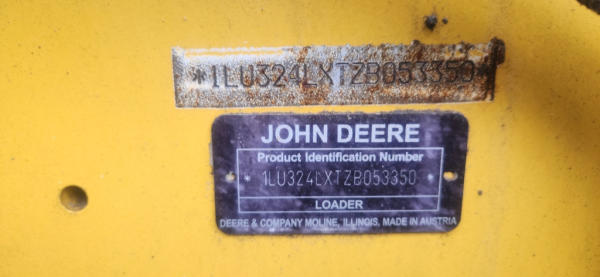 *1LU324LXTZB053350*
JOHN DEERE
Product Identification Number
*1LU324LXTZB053350*
LOADER
DEERE & COMPANY MOLINE, ILLINOIS, MADE IN AUSTRIA